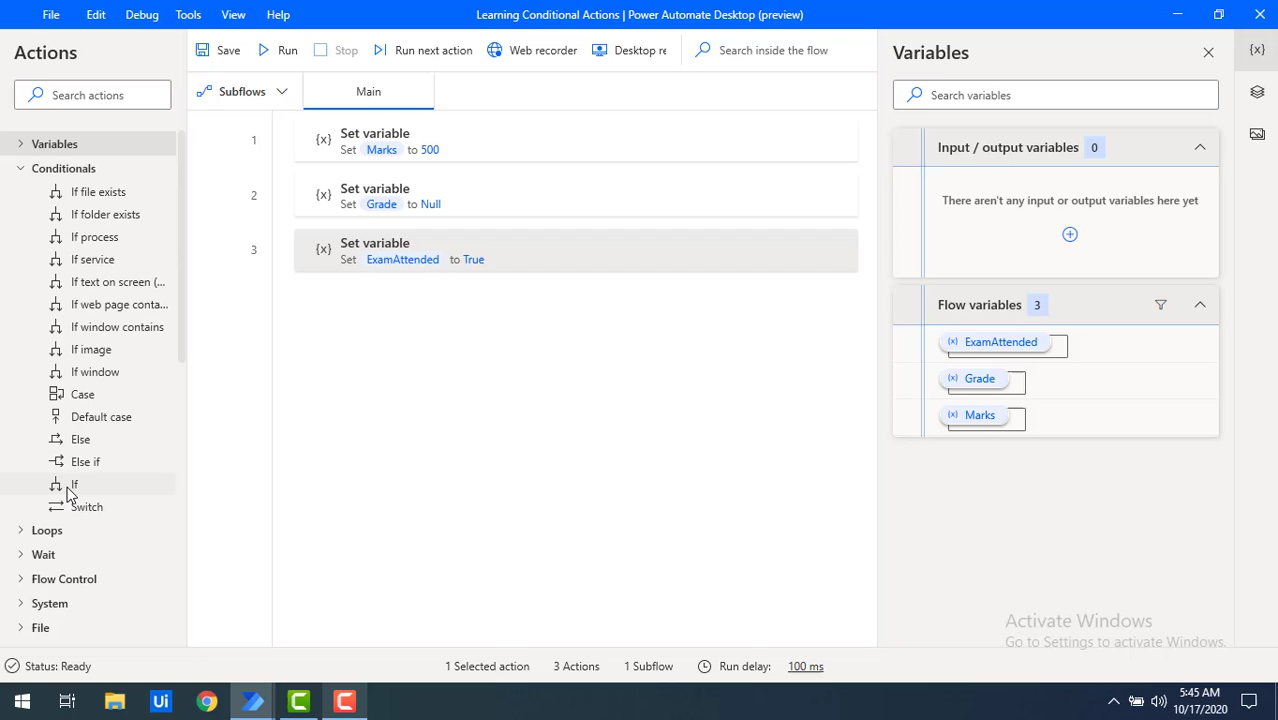 File Edit Debug Tools View Help
Learning Conditional Actions | Power Automate Desktop (preview)
Actions
Search actions
Variables
Conditionals
If file exists
If folder exists
If process
If service
If text on screen (...
If web page conta...
If window contains
If image
If window
Case
Default case
Else
Else if
If
Switch
Loops
Wait
Flow Control
System
File
Save Run Stop Run next action Web recorder Desktop re
Search inside the flow
Subflows
Main
1
{x} Set variable
Set Marks to 500
2
{x} Set variable
Set Grade to Null
3
{x} Set variable
Set ExamAttended to True
Variables
{x}
Search variables
Input / output variables 0
There aren't any input or output variables here yet
Flow variables 3
(x) ExamAttended
(x) Grade
(x) Marks
Activate Windows
Go to Settings to activate Windows.
Status: Ready
1 Selected action
3 Actions
1 Subflow
Run delay: 100 ms
Ui
C
C
5:45 AM
10/17/2020